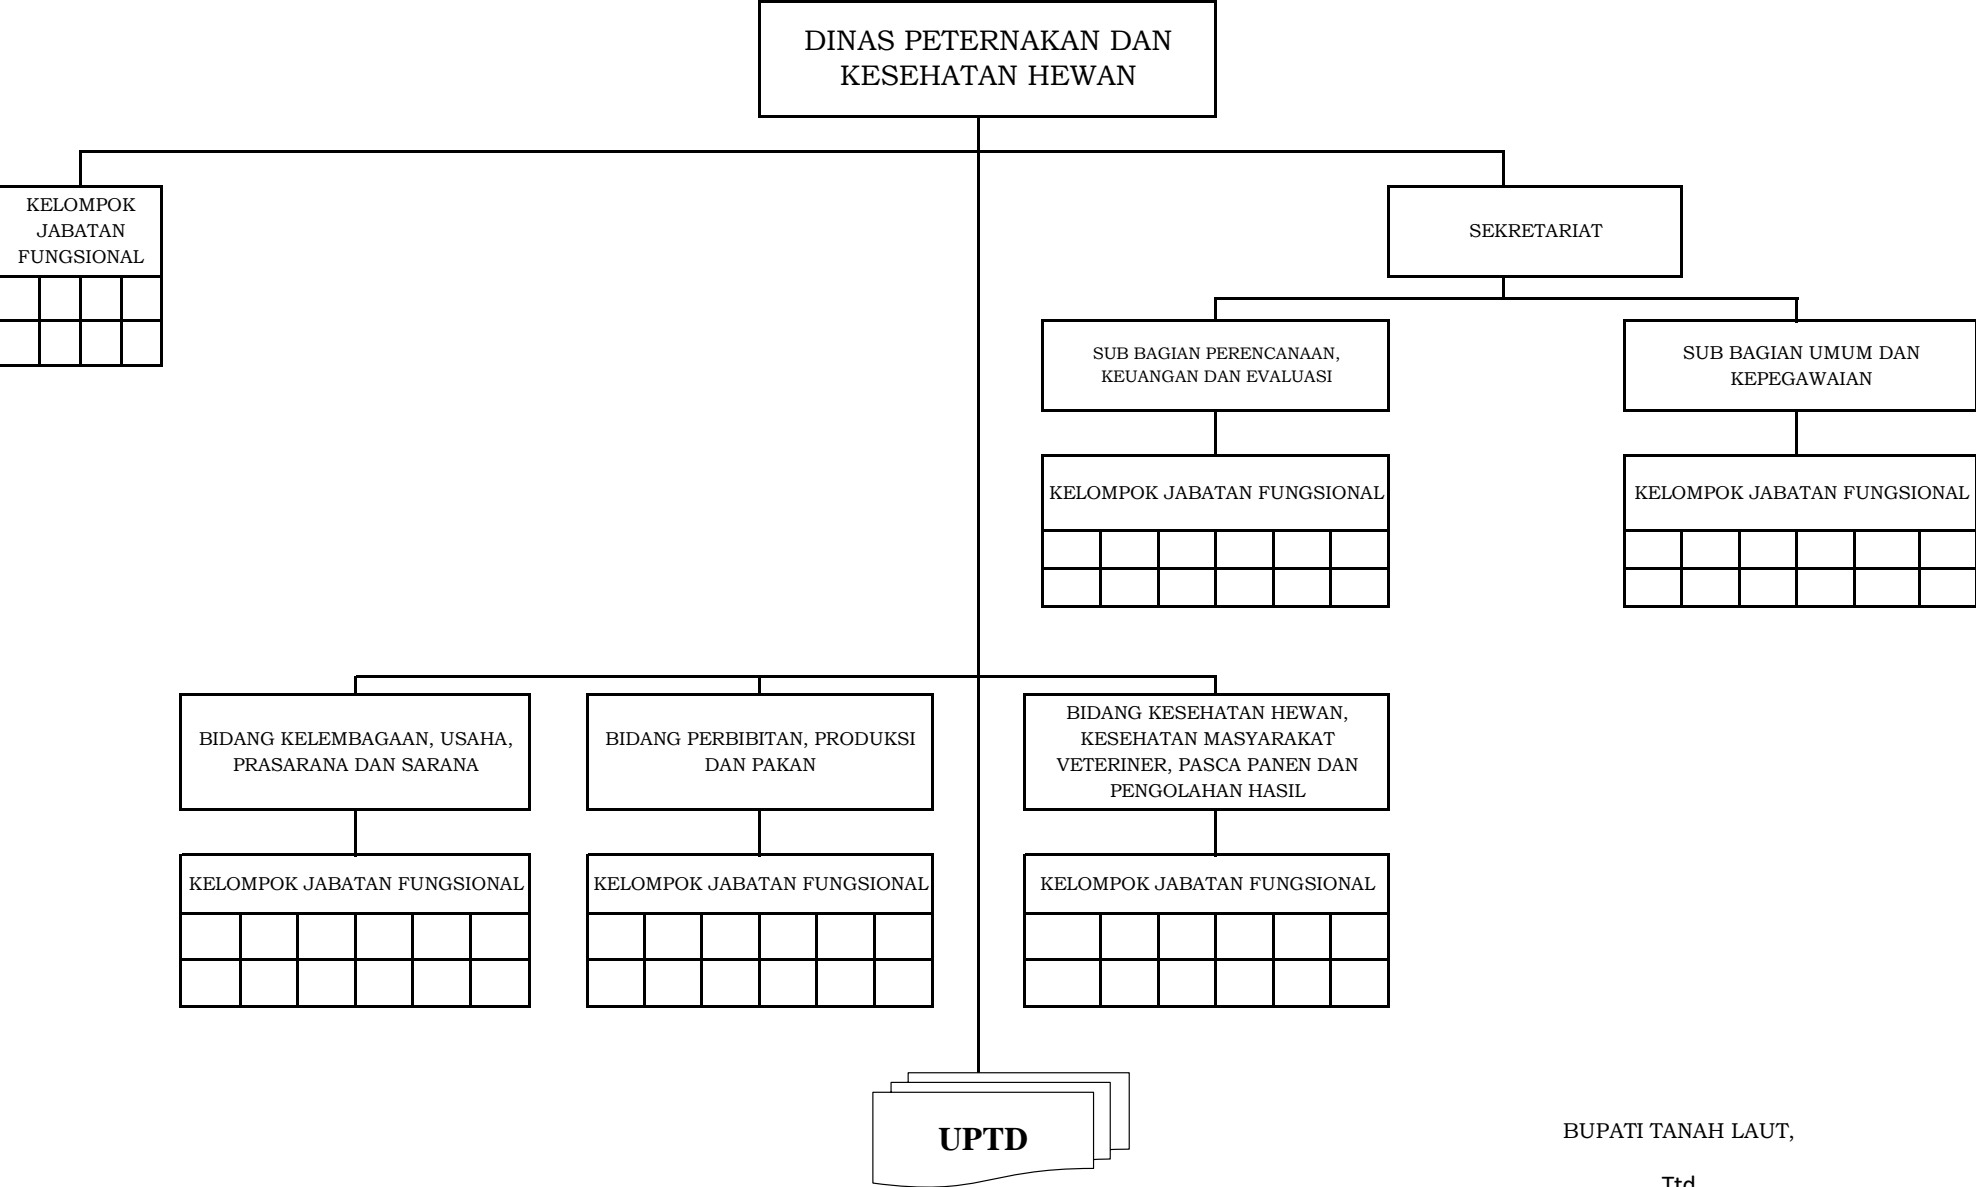 DINAS PETERNAKAN DAN
KESEHATAN HEWAN
KELOMPOK
JABATAN
FUNGSIONAL
SEKRETARIAT
SUB BAGIAN PERENCANAAN,
KEUANGAN DAN EVALUASI
SUB BAGIAN UMUM DAN
KEPEGAWAIAN
KELOMPOK JABATAN FUNGSIONAL
KELOMPOK JABATAN FUNGSIONAL
BIDANG KELEMBAGAAN, USAHA,
PRASARANA DAN SARANA
BIDANG PERBIBITAN, PRODUKSI
DAN PAKAN
BIDANG KESEHATAN HEWAN,
KESEHATAN MASYARAKAT
VETERINER, PASCA PANEN DAN
PENGOLAHAN HASIL
KELOMPOK JABATAN FUNGSIONAL
KELOMPOK JABATAN FUNGSIONAL
KELOMPOK JABATAN FUNGSIONAL
UPTD
BUPATI TANAH LAUT,
Ttd